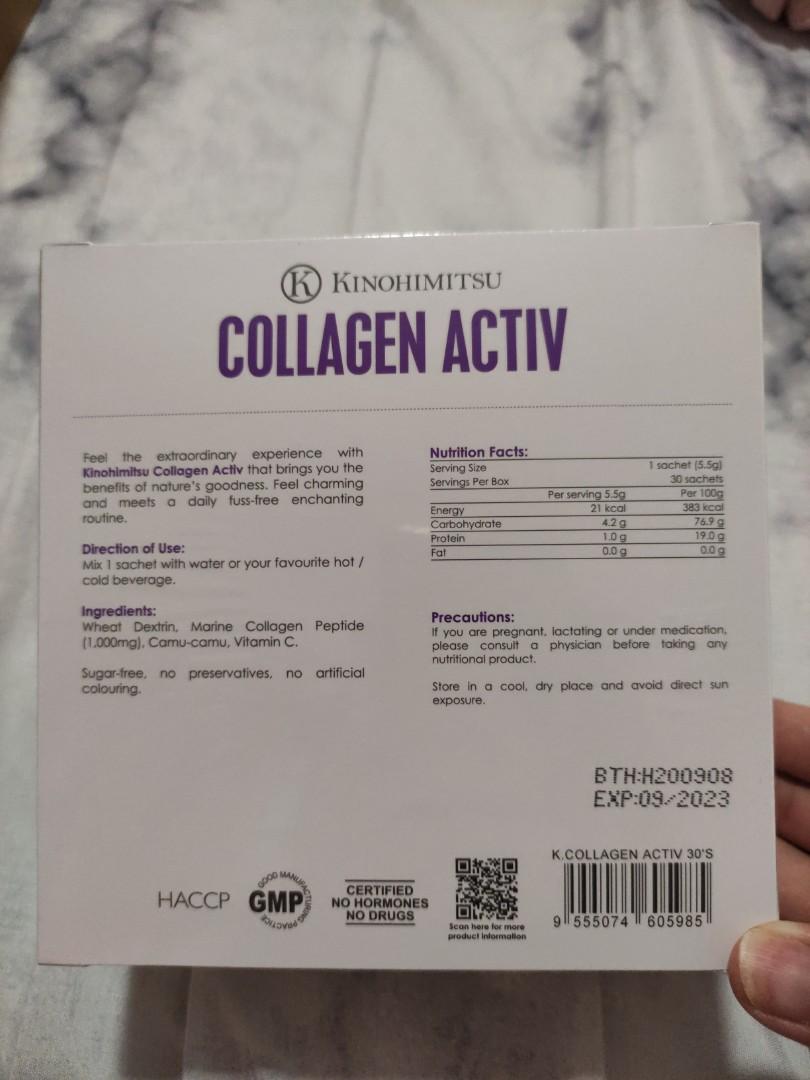 K KINOHIMITSU
COLLAGEN ACTIV
Feel the extraordinary experience with
Kinohimitsu Collagen Activ that brings you the
benefits of nature's goodness. Feel charming
and meets a daily fuss-free enchanting
routine.
Direction of Use:
Mix 1 sachet with water or your favourite hot /
cold beverage.
Ingredients:
Wheat Dextrin, Marine Collagen Peptide
(1,000mg), Camu-camu, Vitamin C.
Sugar-free, no preservatives, no artificial
colouring.
Nutrition Facts:
Serving Size 1 sachet (5.5g)
Servings Per Box 30 sachets
Per serving 5.5g Per 100g
Energy 21 kcal 383 kcal
Carbohydrate 4.2 g 76.9 g
Protein 1.0 g 19.0 g
Fat 0.0 g 0.0 g
Precautions:
If you are pregnant, lactating or under medication,
please consult a physician before taking any
nutritional product.
Store in a cool, dry place and avoid direct sun
exposure.
BTH:H200908
EXP:09/2023
HACCP
GOOD MANUFACTURING PRACTICE
GMP
CERTIFIED
NO HORMONES
NO DRUGS
Scan here for more
product information
K.COLLAGEN ACTIV 30'S
9 555074 605985